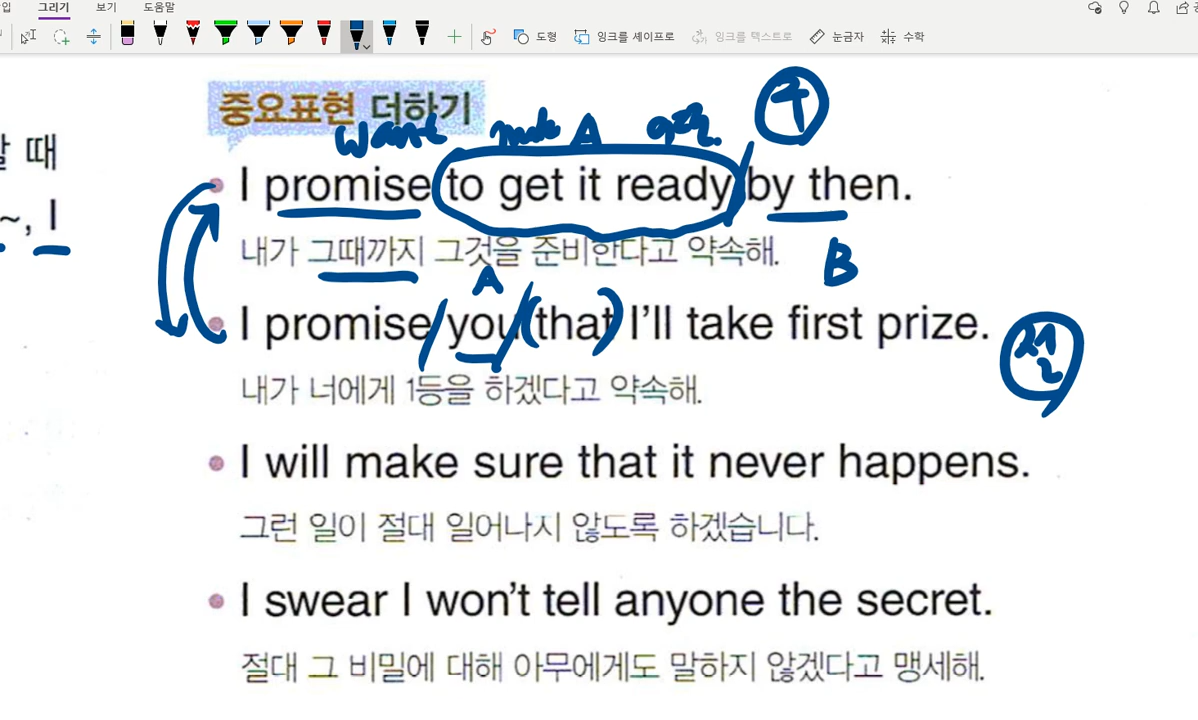 입 그리기 보기 도움말
도형 잉크를 셰이프로 잉크를 텍스트로 눈금자 수학
중요표현 더하기
want make A
때
I promise to get it ready by then.
~, I
내가 그때까지 그것을 준비한다고 약속해.
B
A
I promise you that I'll take first prize.
내가 너에게 1등을 하겠다고 약속해.
I will make sure that it never happens.
그런 일이 절대 일어나지 않도록 하겠습니다.
I swear I won't tell anyone the secret.
절대 그 비밀에 대해 아무에게도 말하지 않겠다고 맹세해.